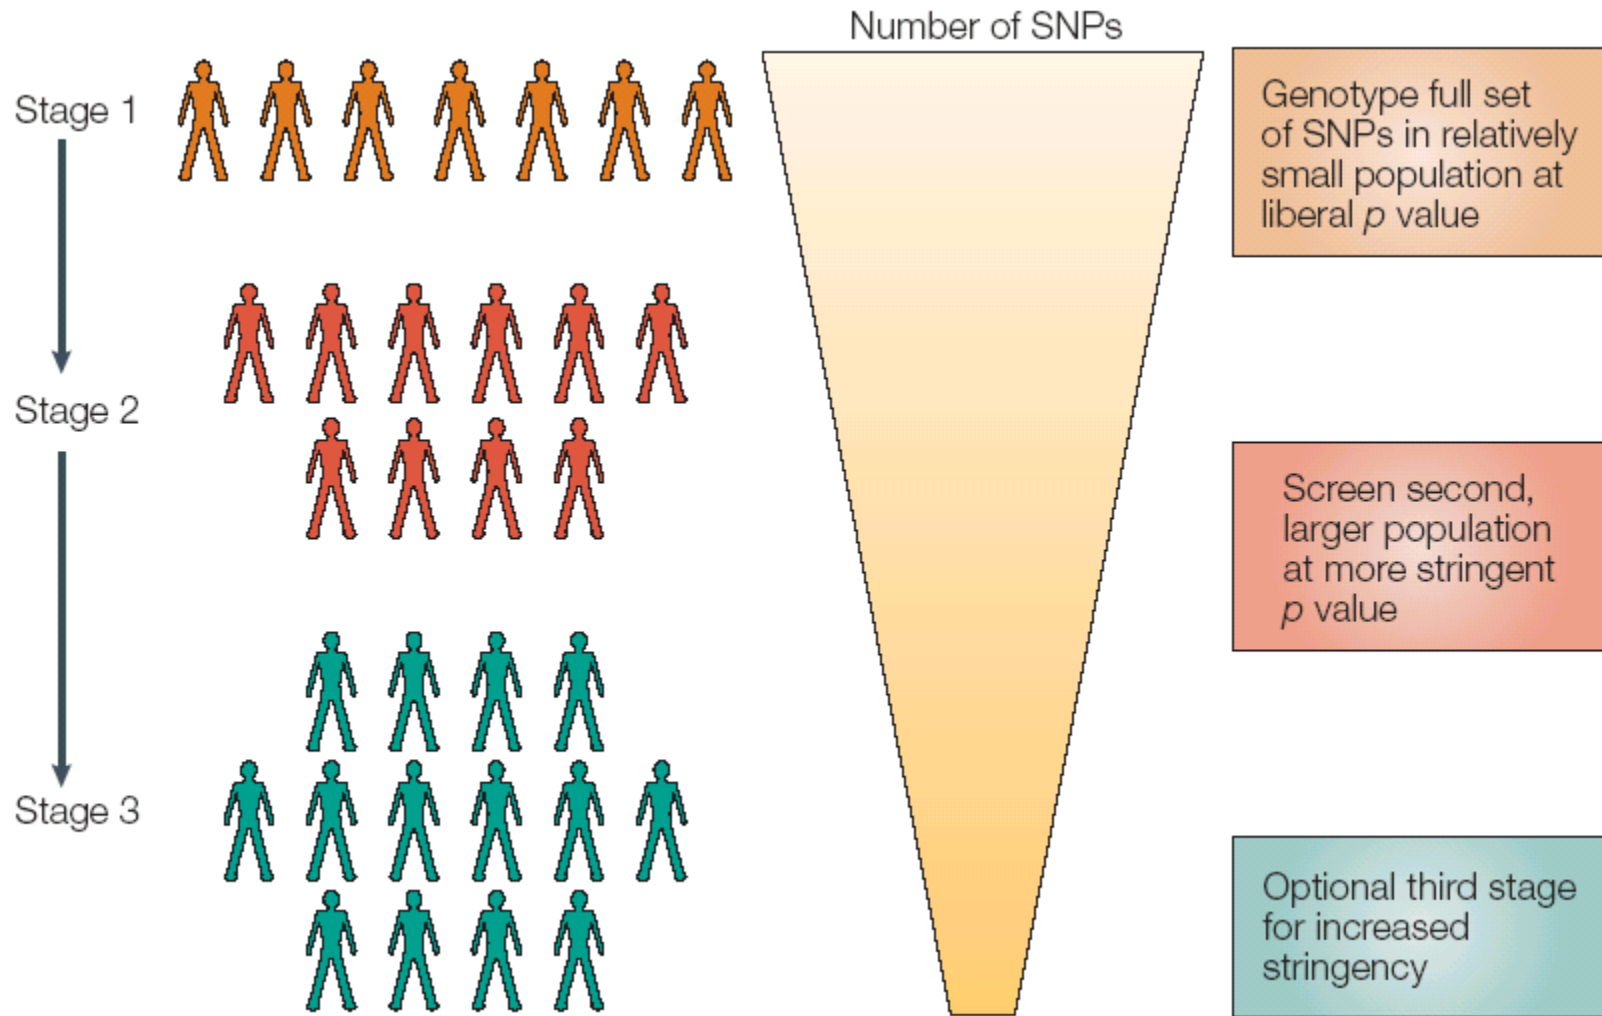 Number of SNPs
Stage 1
Genotype full set
of SNPs in relatively
small population at
liberal p value
Stage 2
Screen second,
larger population
at more stringent
p value
Stage 3
Optional third stage
for increased
stringency